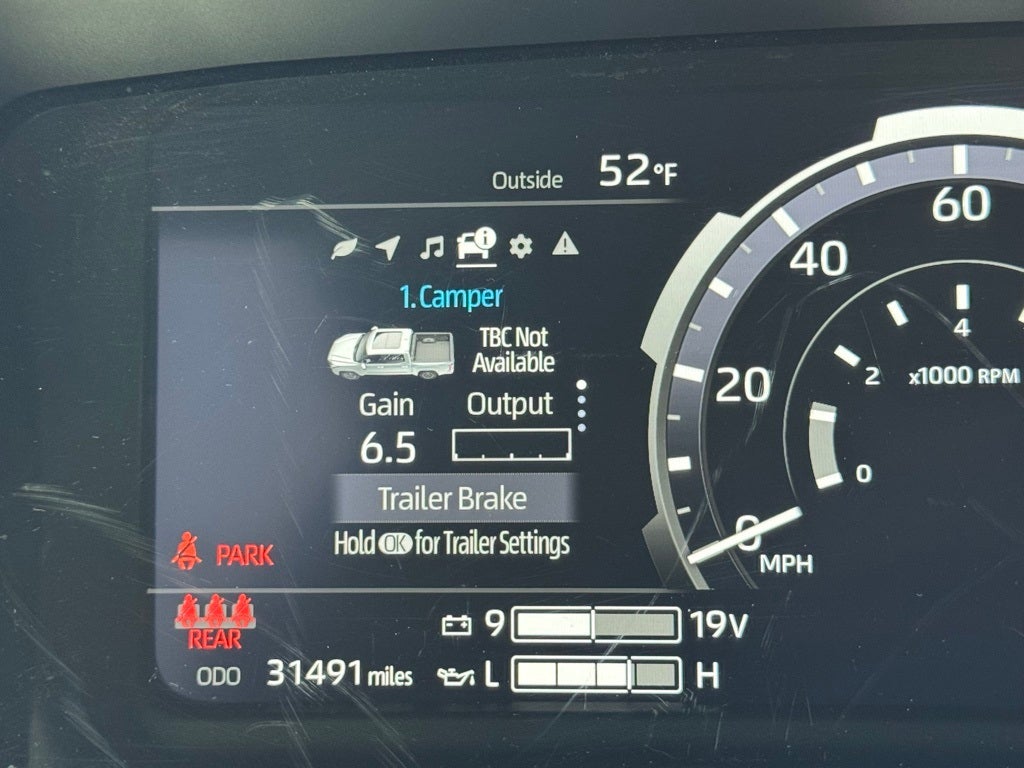 Outside 52°F
1.Camper
TBC Not
Available
Gain Output
6.5
Trailer Brake
Hold OK for Trailer Settings
PARK
REAR
ODO 31491 miles
9 19V
L H
60
40
4
20
2
x1000 RPM
0
0
MPH